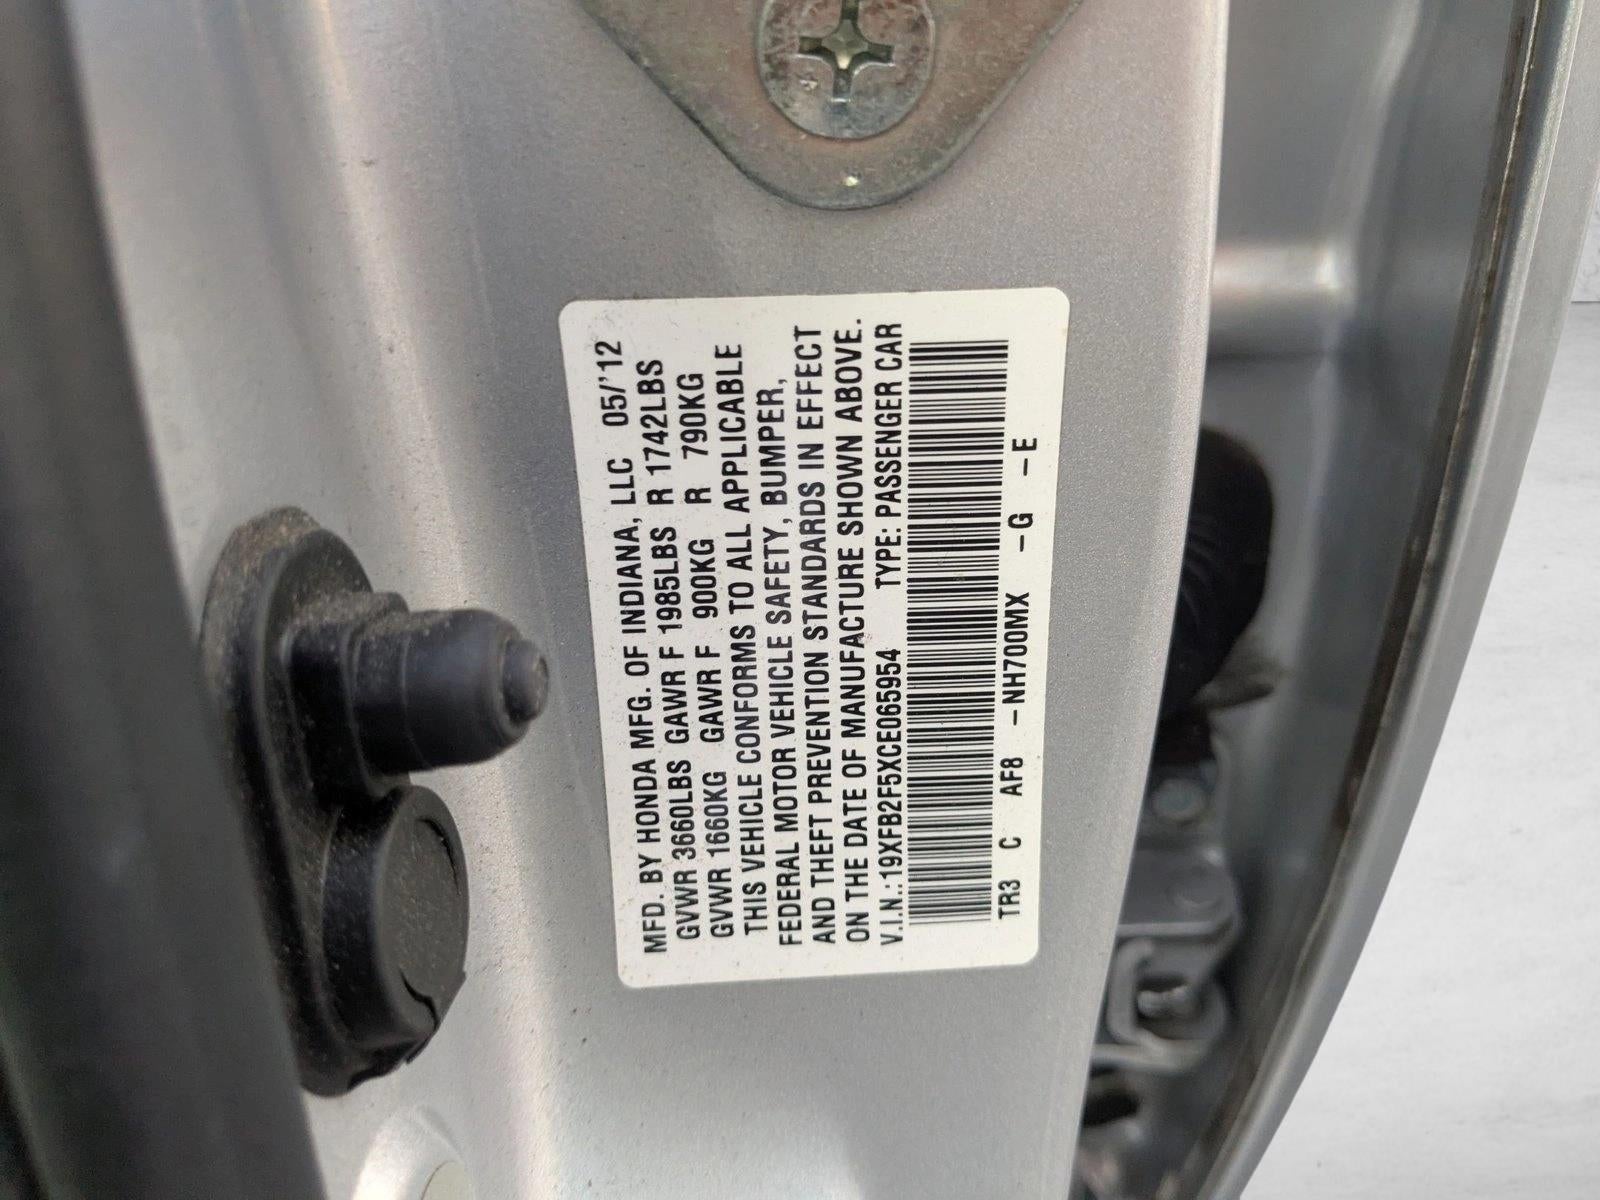 MFD. BY HONDA MFG. OF INDIANA, LLC 05/'12
GVWR 3660LBS GAWR F 1985LBS R 1742LBS
GVWR 1660KG GAWR F 900KG R 790KG
THIS VEHICLE CONFORMS TO ALL APPLICABLE
FEDERAL MOTOR VEHICLE SAFETY, BUMPER,
AND THEFT PREVENTION STANDARDS IN EFFECT
ON THE DATE OF MANUFACTURE SHOWN ABOVE.
V.I.N.:19XFB2F5XCE065954 TYPE: PASSENGER CAR
TR3 C AF8 -NH700MX -G -E